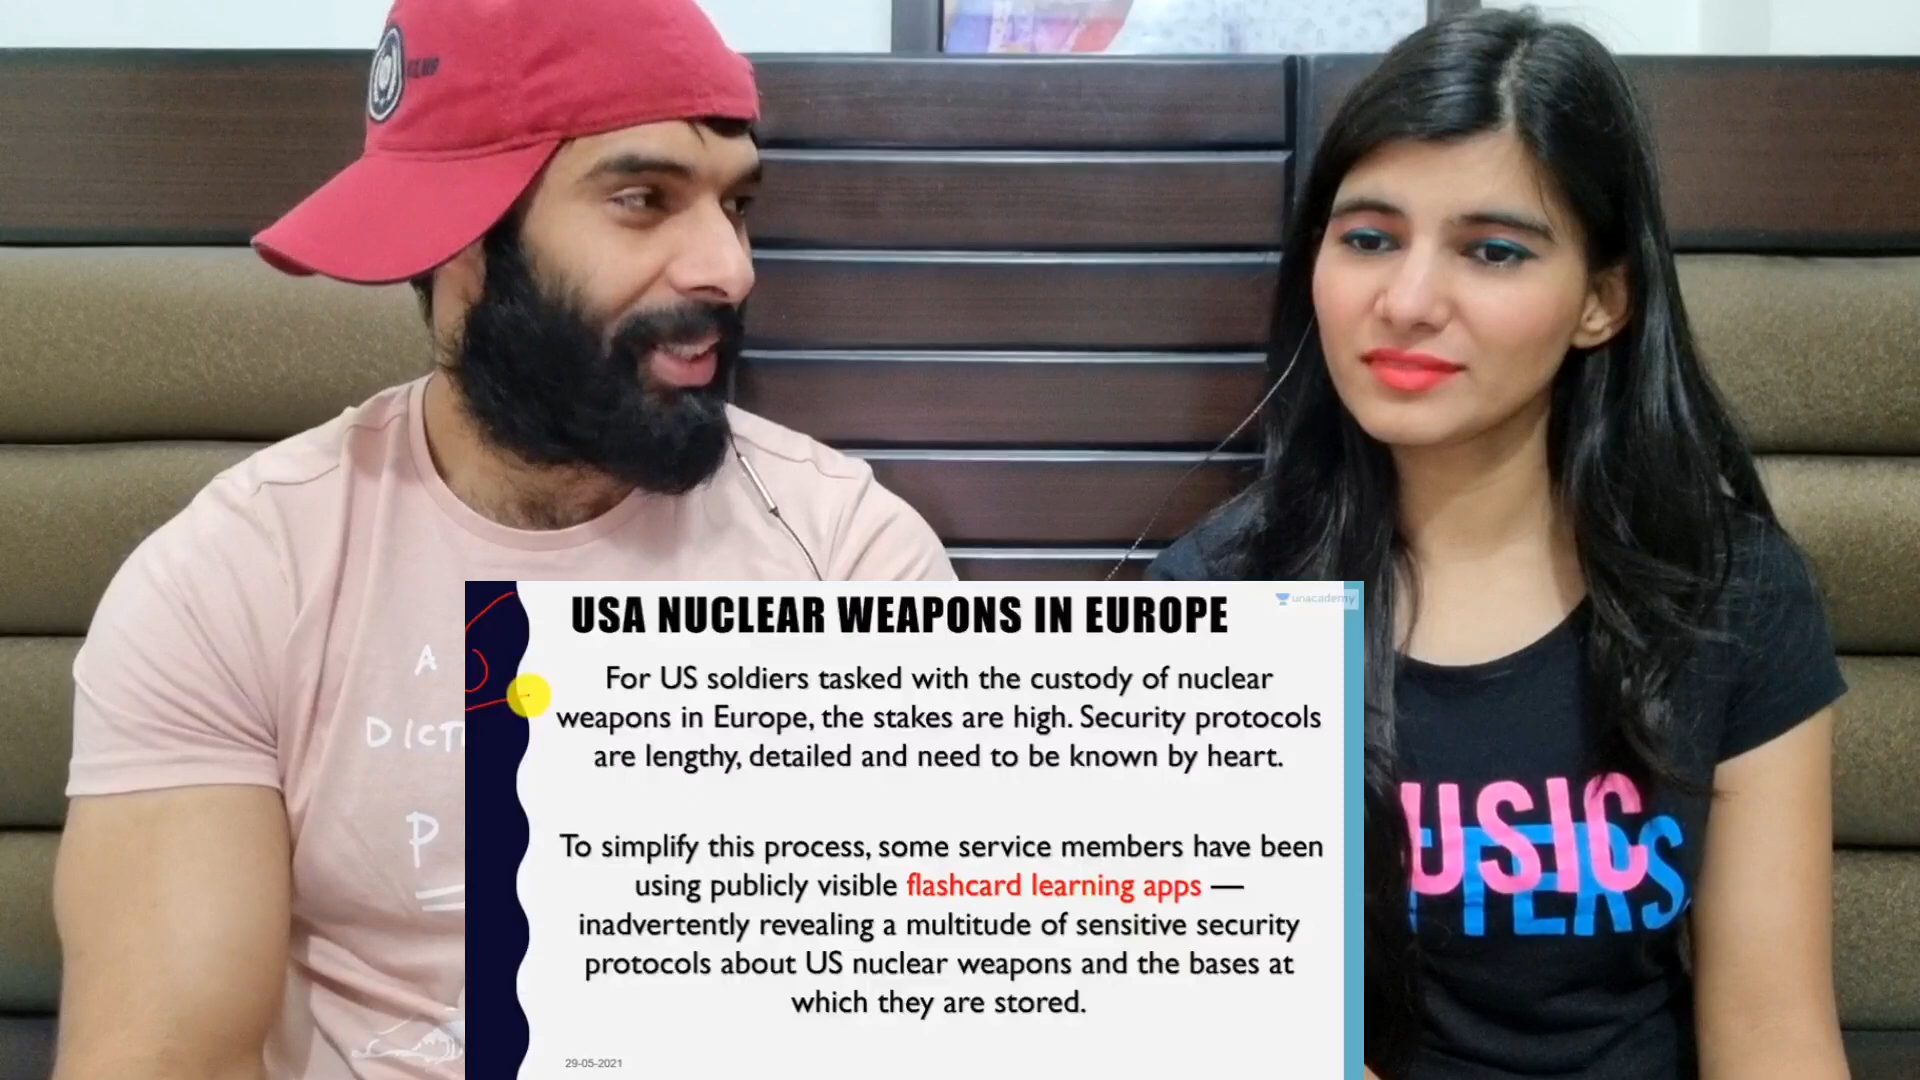 USA NUCLEAR WEAPONS IN EUROPE
unacademy
For US soldiers tasked with the custody of nuclear
weapons in Europe, the stakes are high. Security protocols
are lengthy, detailed and need to be known by heart.
To simplify this process, some service members have been
using publicly visible flashcard learning apps —
inadvertently revealing a multitude of sensitive security
protocols about US nuclear weapons and the bases at
which they are stored.
29-05-2021
A
DICT
P
USIC
TTERS